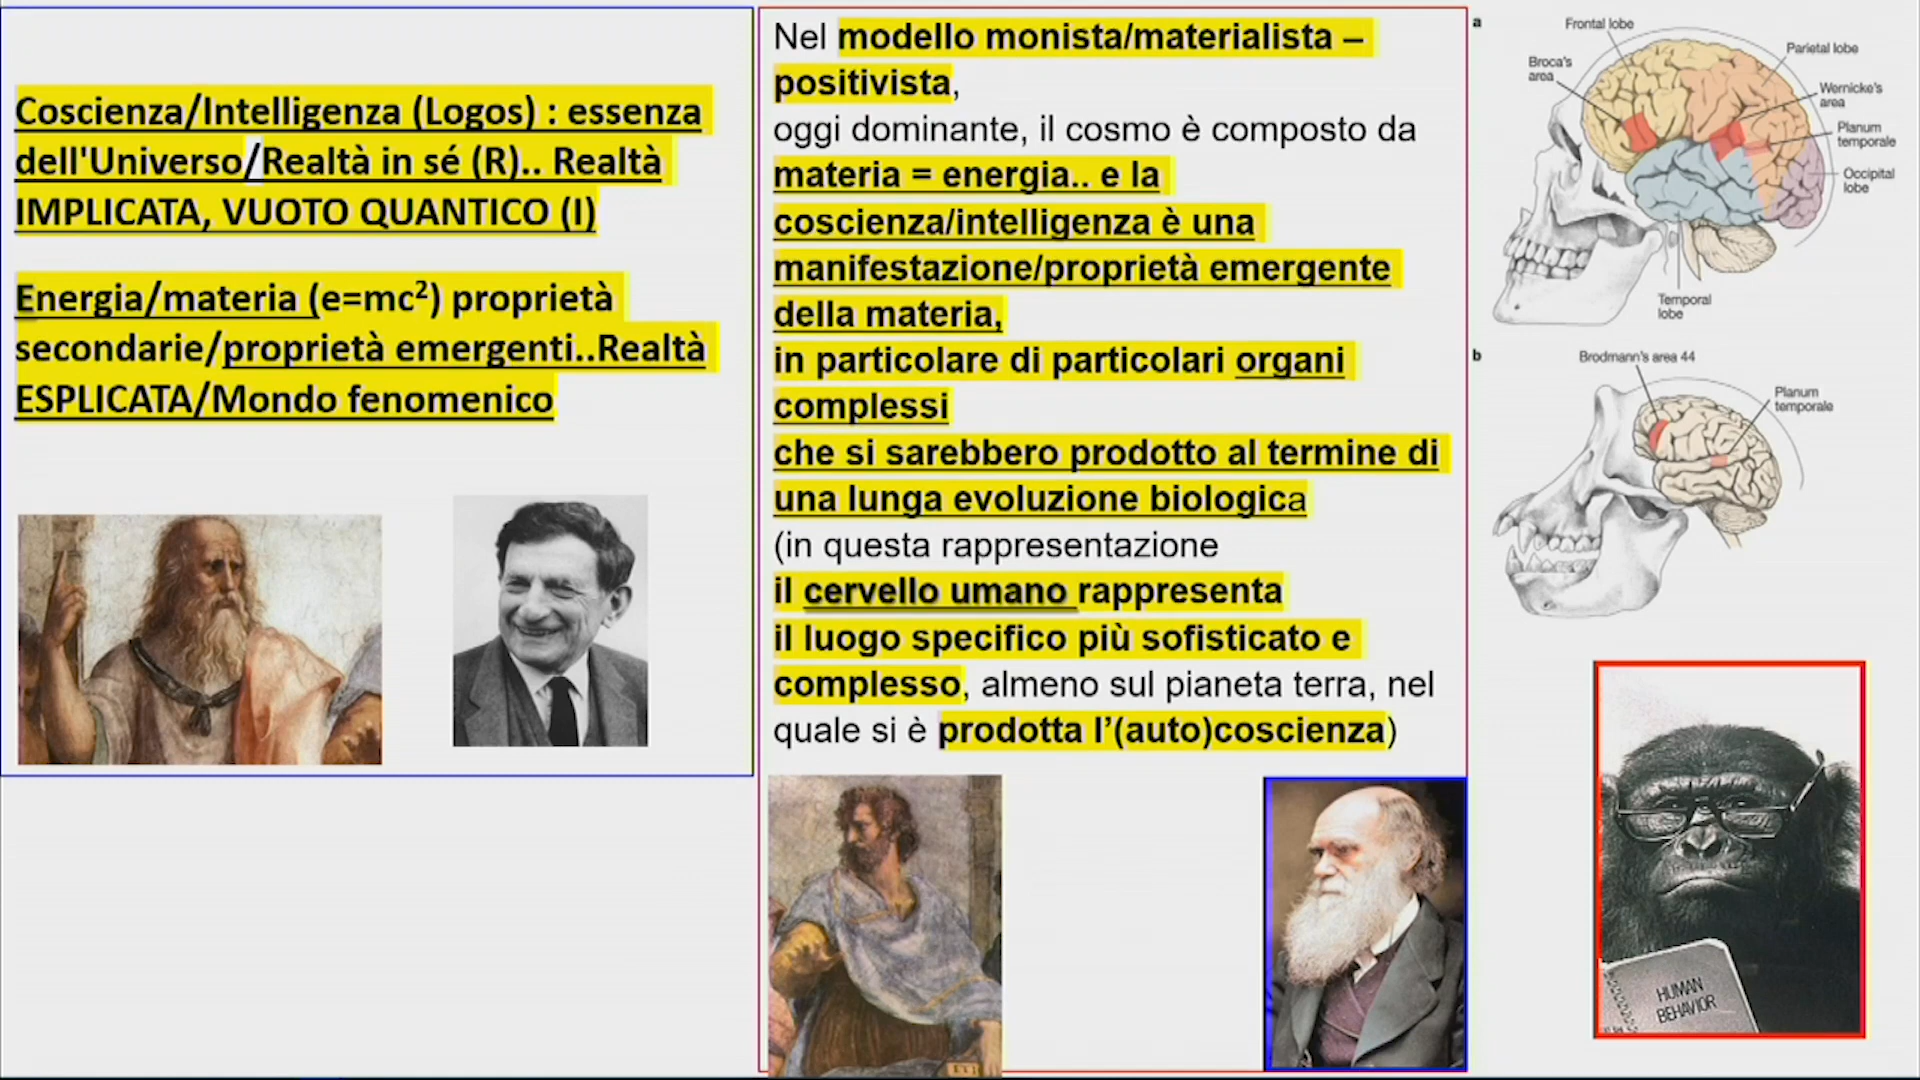 Coscienza/Intelligenza (Logos) : essenza
dell'Universo/Realtà in sé (R).. Realtà
IMPLICATA, VUOTO QUANTICO (I)
Energia/materia (e=mc²) proprietà
secondarie/proprietà emergenti..Realtà
ESPLICATA/Mondo fenomenico
Nel modello monista/materialista –
positivista,
oggi dominante, il cosmo è composto da
materia = energia.. e la
coscienza/intelligenza è una
manifestazione/proprietà emergente
della materia,
in particolare di particolari organi
complessi
che si sarebbero prodotto al termine di
una lunga evoluzione biologica
(in questa rappresentazione
il cervello umano rappresenta
il luogo specifico più sofisticato e
complesso, almeno sul pianeta terra, nel
quale si è prodotta l’(auto)coscienza)
a
Frontal lobe
Parietal lobe
Broca's
area
Wernicke's
area
Planum
temporale
Occipital
lobe
Temporal
lobe
b
Brodmann's area 44
Planum
temporale
HUMAN
BEHAVIOR